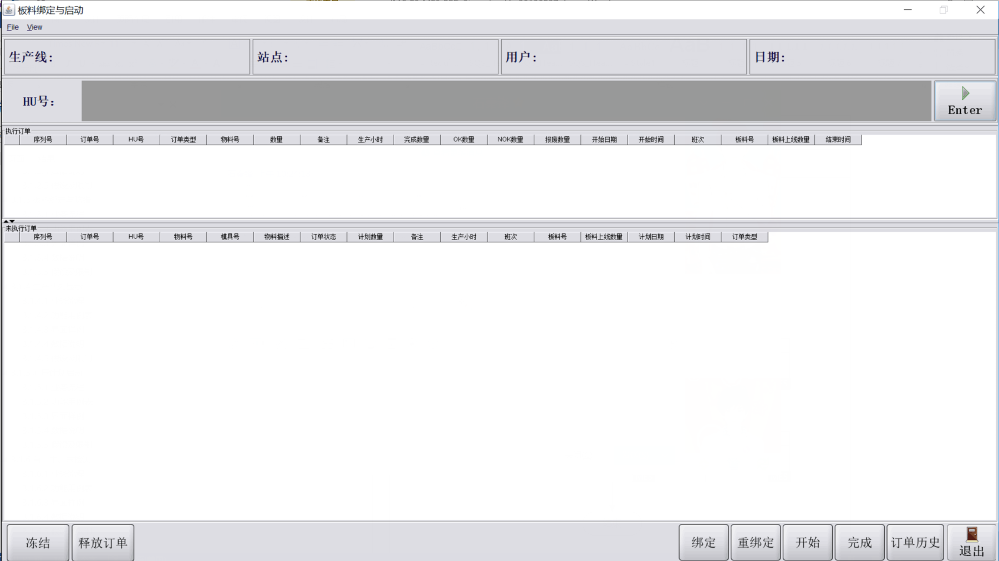 板料绑定与启动
File View
生产线: 站点: 用户: 日期:
HU号: Enter
执行订单
序列号 订单号 HU号 订单类型 物料号 数量 备注 生产小时 完成数量 OK数量 NOK数量 报废数量 开始日期 开始时间 班次 板料号 板料上线数量 结束时间
未执行订单
序列号 订单号 HU号 物料号 模具号 物料描述 订单状态 计划数量 备注 生产小时 班次 板料号 板料上线数量 计划日期 计划时间 订单类型
冻结 释放订单 绑定 重绑定 开始 完成 订单历史 退出